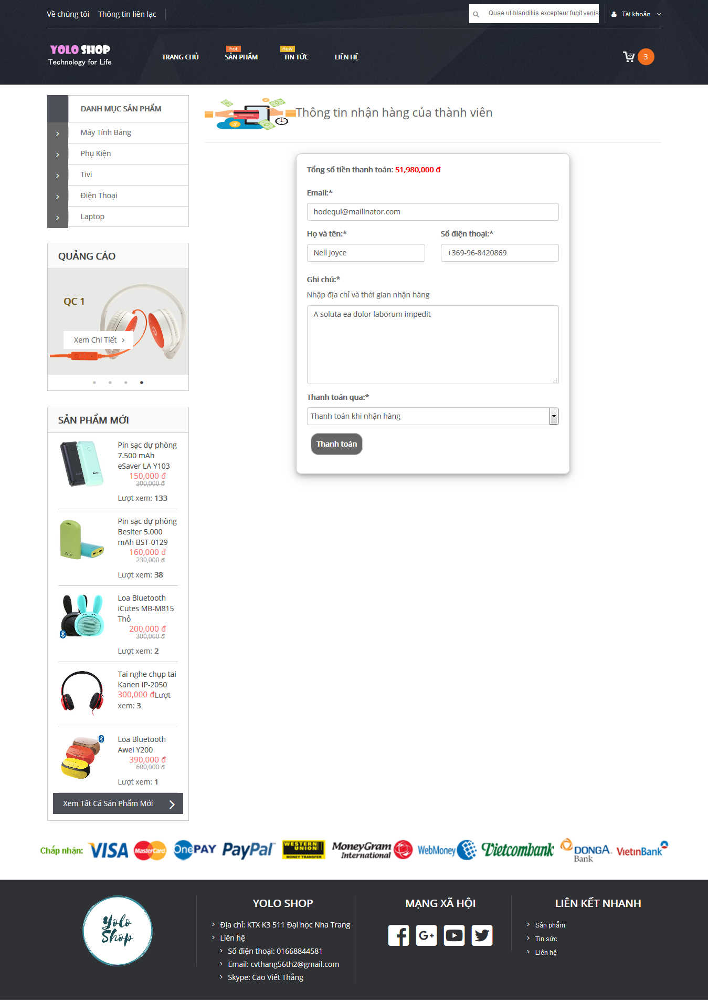 Về chúng tôi
Thông tin liên lạc
Quae ut blanditiis excepteur fugit venia
Tài khoản
YOLO SHOP
Technology for Life
TRANG CHỦ
hot
SẢN PHẨM
new
TIN TỨC
LIÊN HỆ
3
DANH MỤC SẢN PHẨM
Máy Tính Bảng
Phụ Kiện
Tivi
Điện Thoại
Laptop
QUẢNG CÁO
QC 1
Xem Chi Tiết
SẢN PHẨM MỚI
Pin sạc dự phòng
7.500 mAh
eSaver LA Y103
150,000 đ
300,000 đ
Lượt xem: 133
Pin sạc dự phòng
Besiter 5.000
mAh BST-0129
160,000 đ
230,000 đ
Lượt xem: 38
Loa Bluetooth
iCutes MB-M815
Thỏ
200,000 đ
300,000 đ
Lượt xem: 2
Tai nghe chụp tai
Kanen IP-2050
300,000 đLượt
xem: 3
Loa Bluetooth
Awei Y200
390,000 đ
600,000 đ
Lượt xem: 1
Xem Tất Cả Sản Phẩm Mới
Thông tin nhận hàng của thành viên
Tổng số tiền thanh toán: 51,980,000 đ
Email:*
hodequl@mailinator.com
Họ và tên:*
Số điện thoại:*
Nell Joyce
+369-96-8420869
Ghi chú:*
Nhập địa chỉ và thời gian nhận hàng
A soluta ea dolor laborum impedit
Thanh toán qua:*
Thanh toán khi nhận hàng
Thanh toán
Chấp nhận:
VISA
MasterCard
OnePAY
PayPal
WESTERN UNION
MONEY TRANSFER
MoneyGram
International
WebMoney
Vietcombank
DONGA
Bank
VietinBank
Yolo
Shop
YOLO SHOP
Địa chỉ: KTX K3 511 Đại học Nha Trang
Liên hệ
Số điện thoại: 01668844581
Email: cvthang56th2@gmail.com
Skype: Cao Viết Thắng
MẠNG XÃ HỘI
LIÊN KẾT NHANH
Sản phẩm
Tin sức
Liên hệ